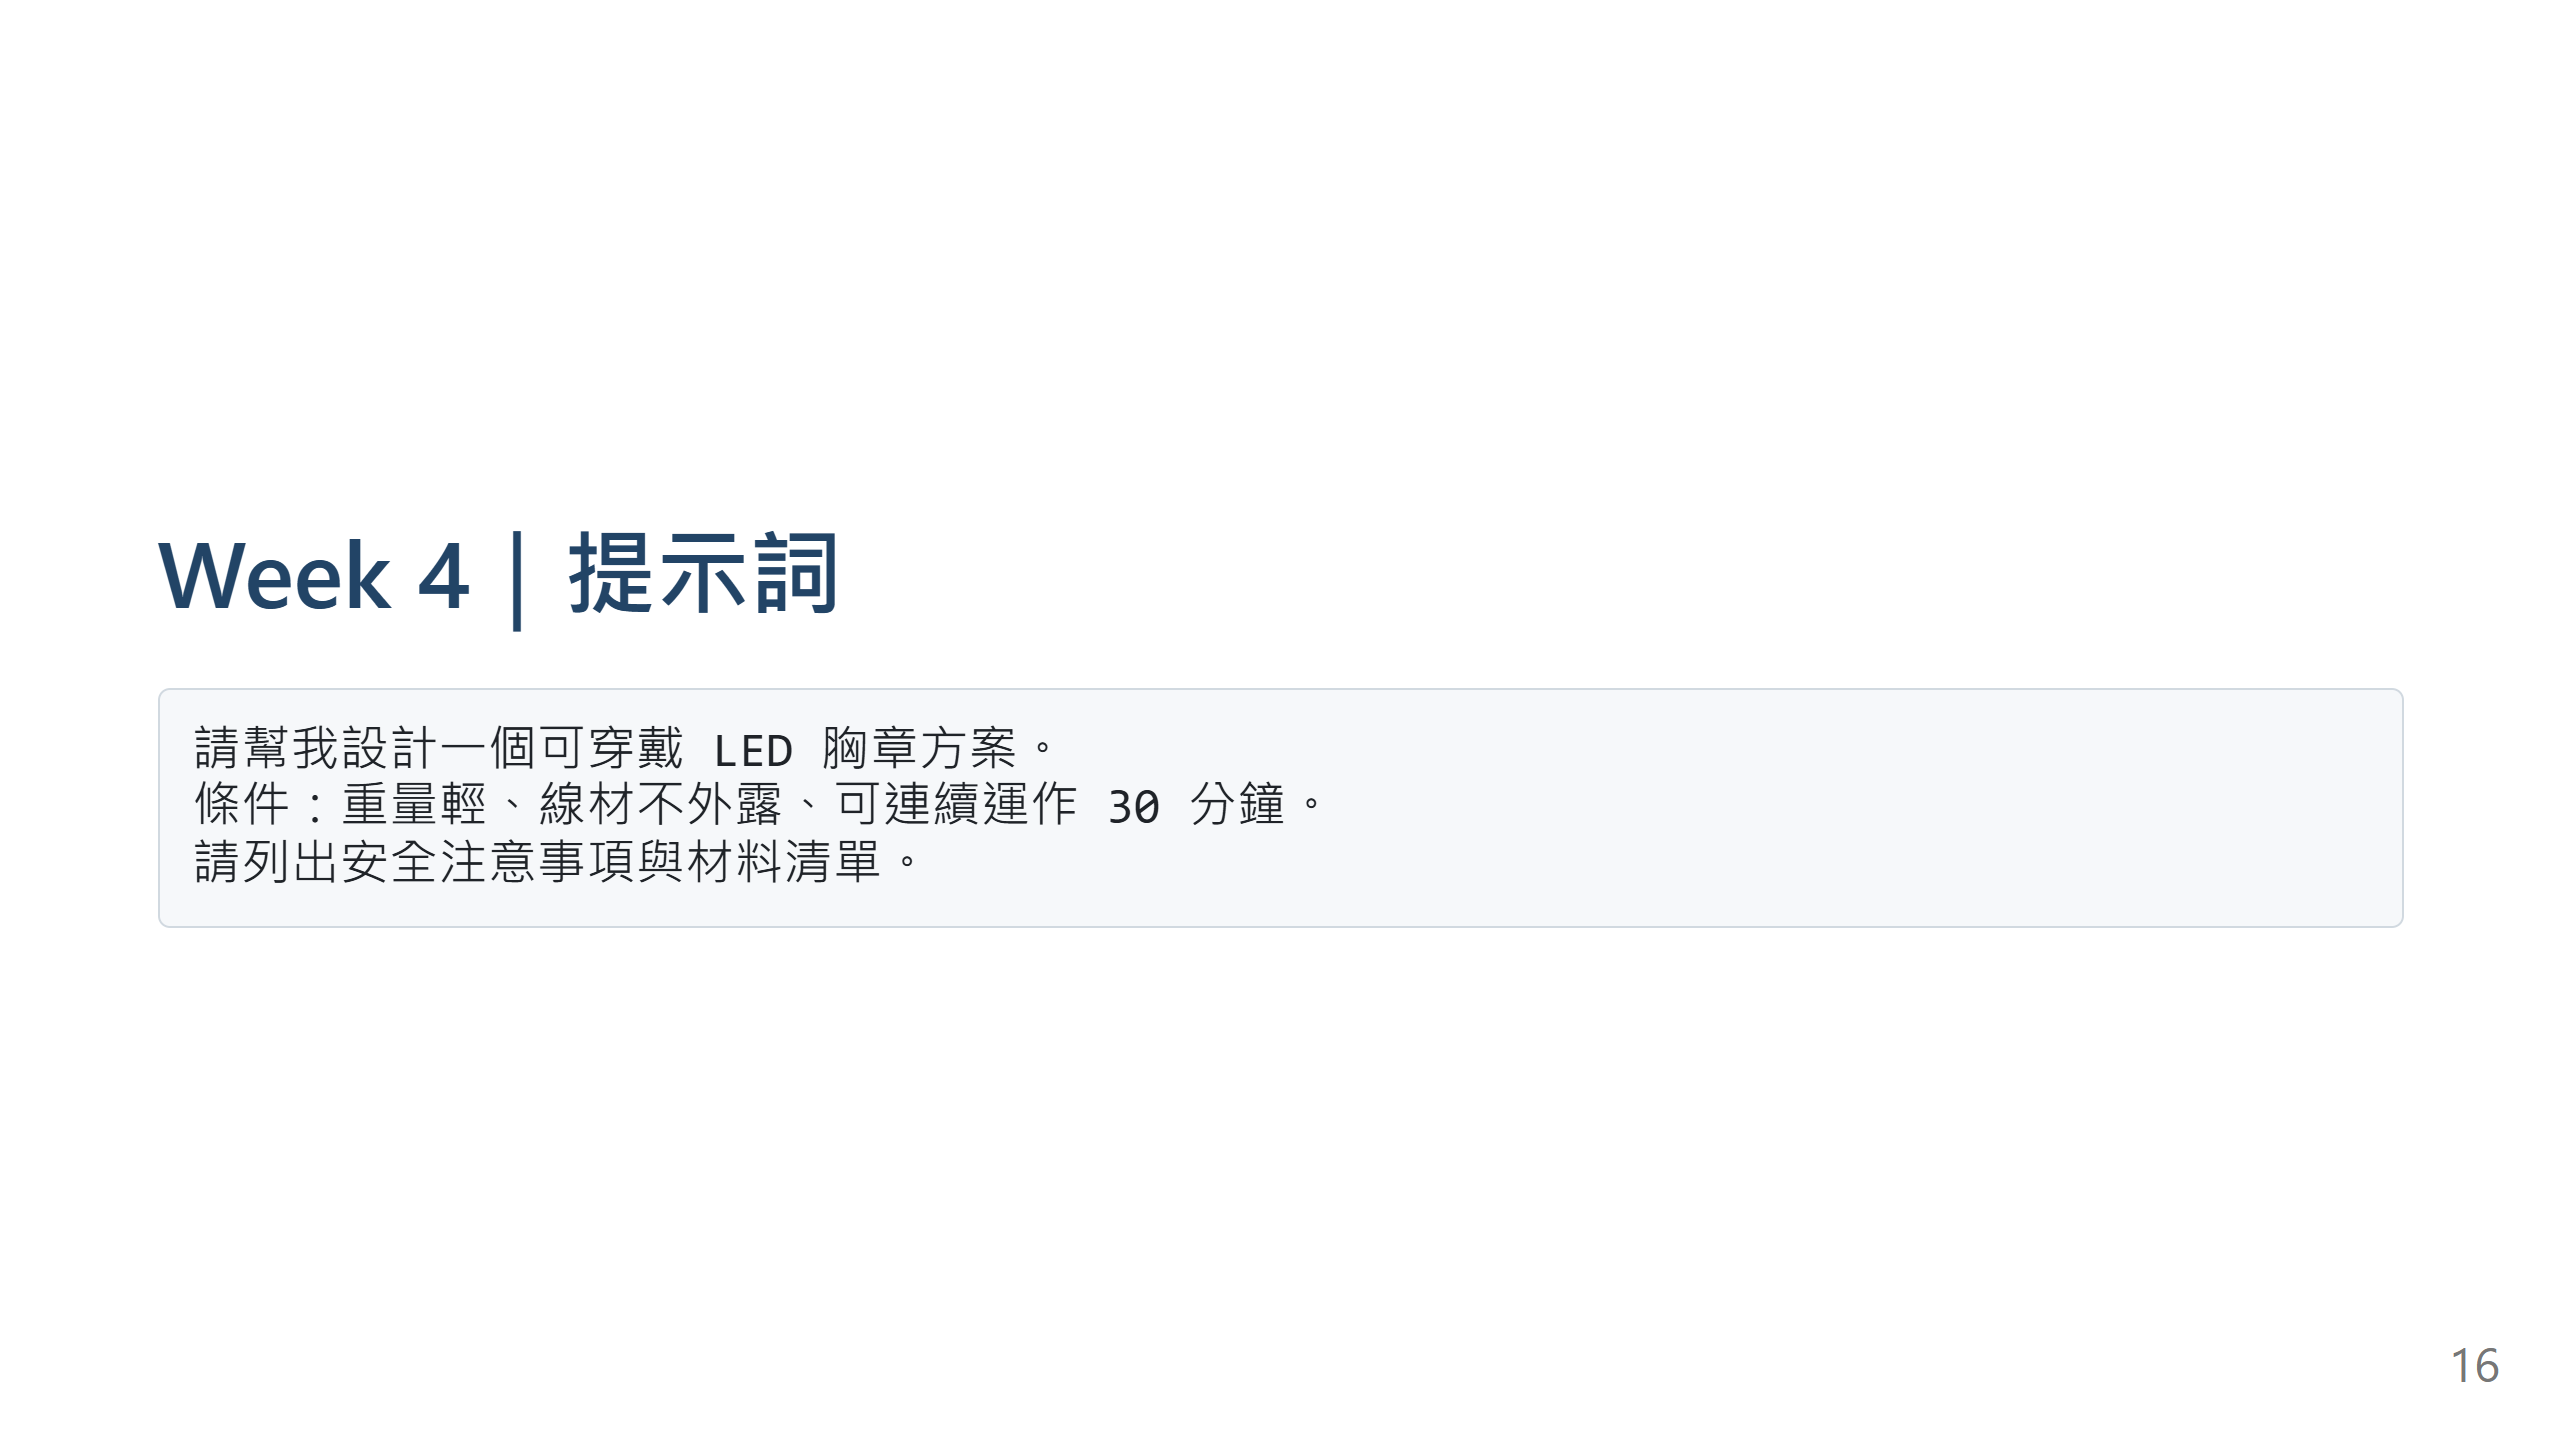 Week 4｜提示詞
請幫我設計一個可穿戴 LED 胸章方案。
條件：重量輕、線材不外露、可連續運作 30 分鐘。
請列出安全注意事項與材料清單。
16